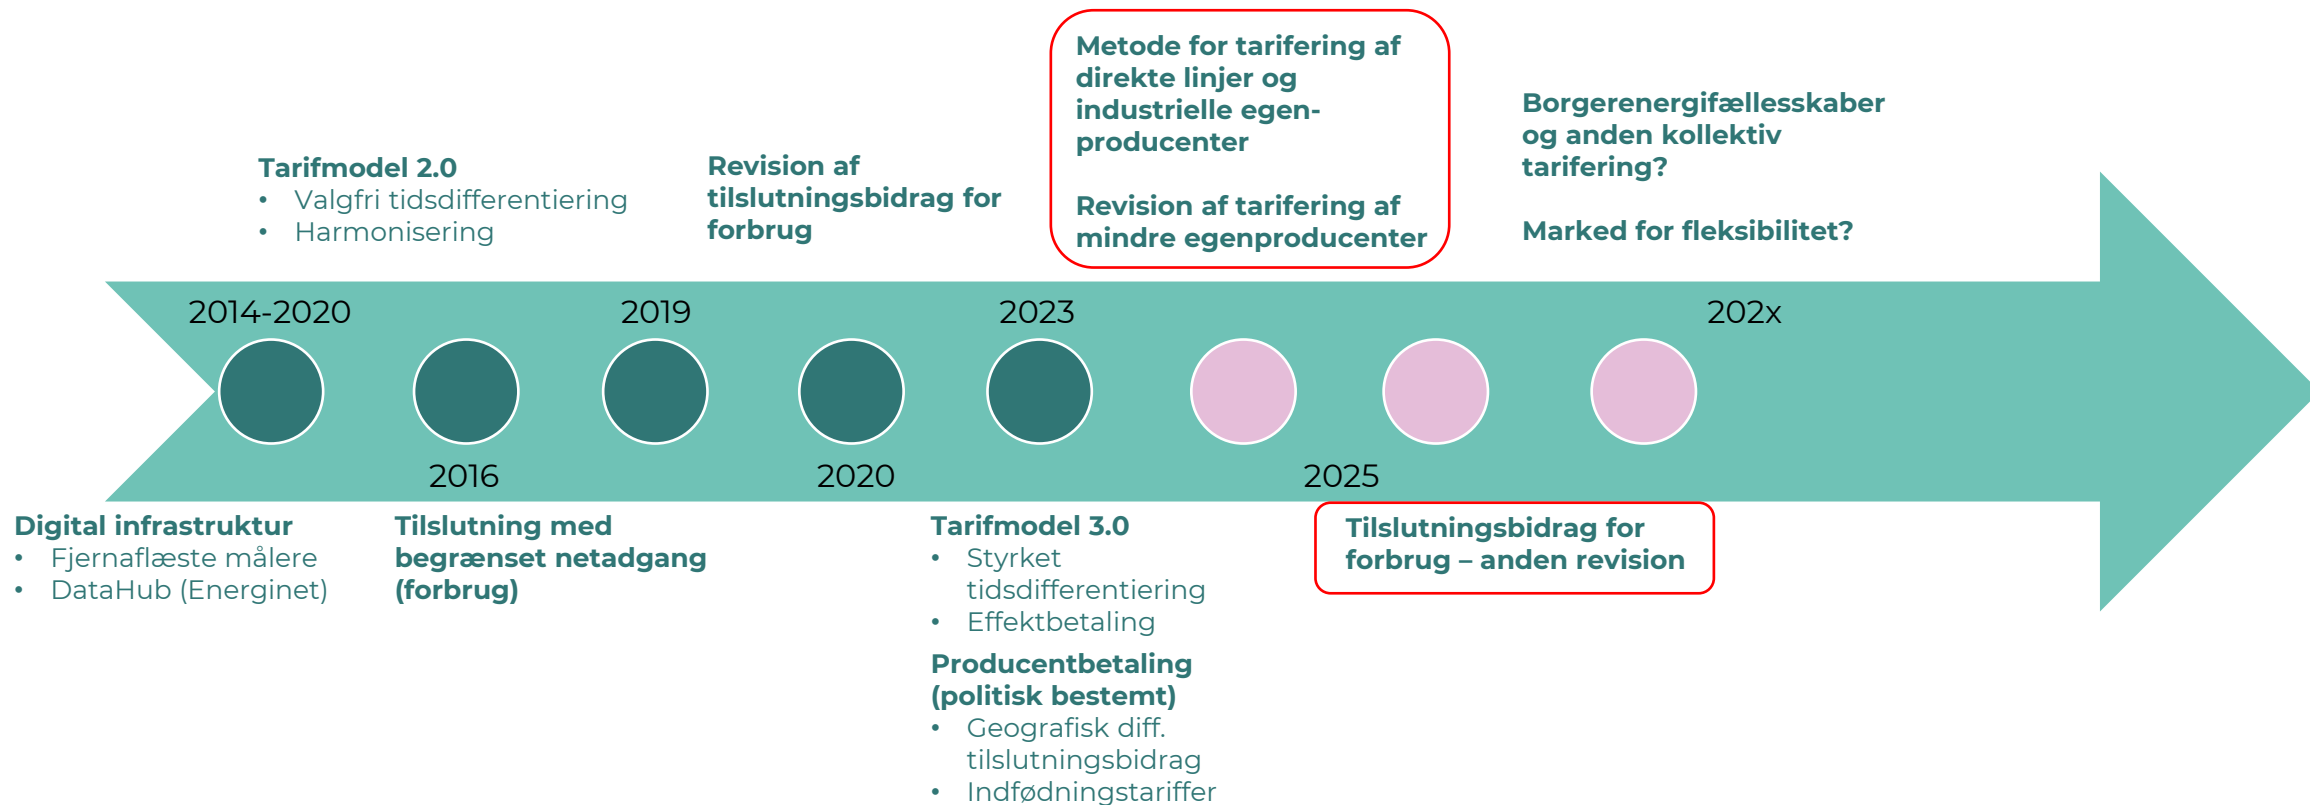 Metode for tarifering af
direkte linjer og
industrielle egen-
producenter
Revision af tarifering af
mindre egenproducenter
Borgerenergifællesskaber
og anden kollektiv
tarifering?
Marked for fleksibilitet?
Tarifmodel 2.0
• Valgfri tidsdifferentiering
• Harmonisering
Revision af
tilslutningsbidrag for
forbrug
2014-2020
2019
2023
202x
2016
2020
2025
Digital infrastruktur
• Fjernaflæste målere
• DataHub (Energinet)
Tilslutning med
begrænset netadgang
(forbrug)
Tarifmodel 3.0
• Styrket
tidsdifferentiering
• Effektbetaling
Producentbetaling
(politisk bestemt)
• Geografisk diff.
tilslutningsbidrag
• Indfødningstariffer
Tilslutningsbidrag for
forbrug – anden revision